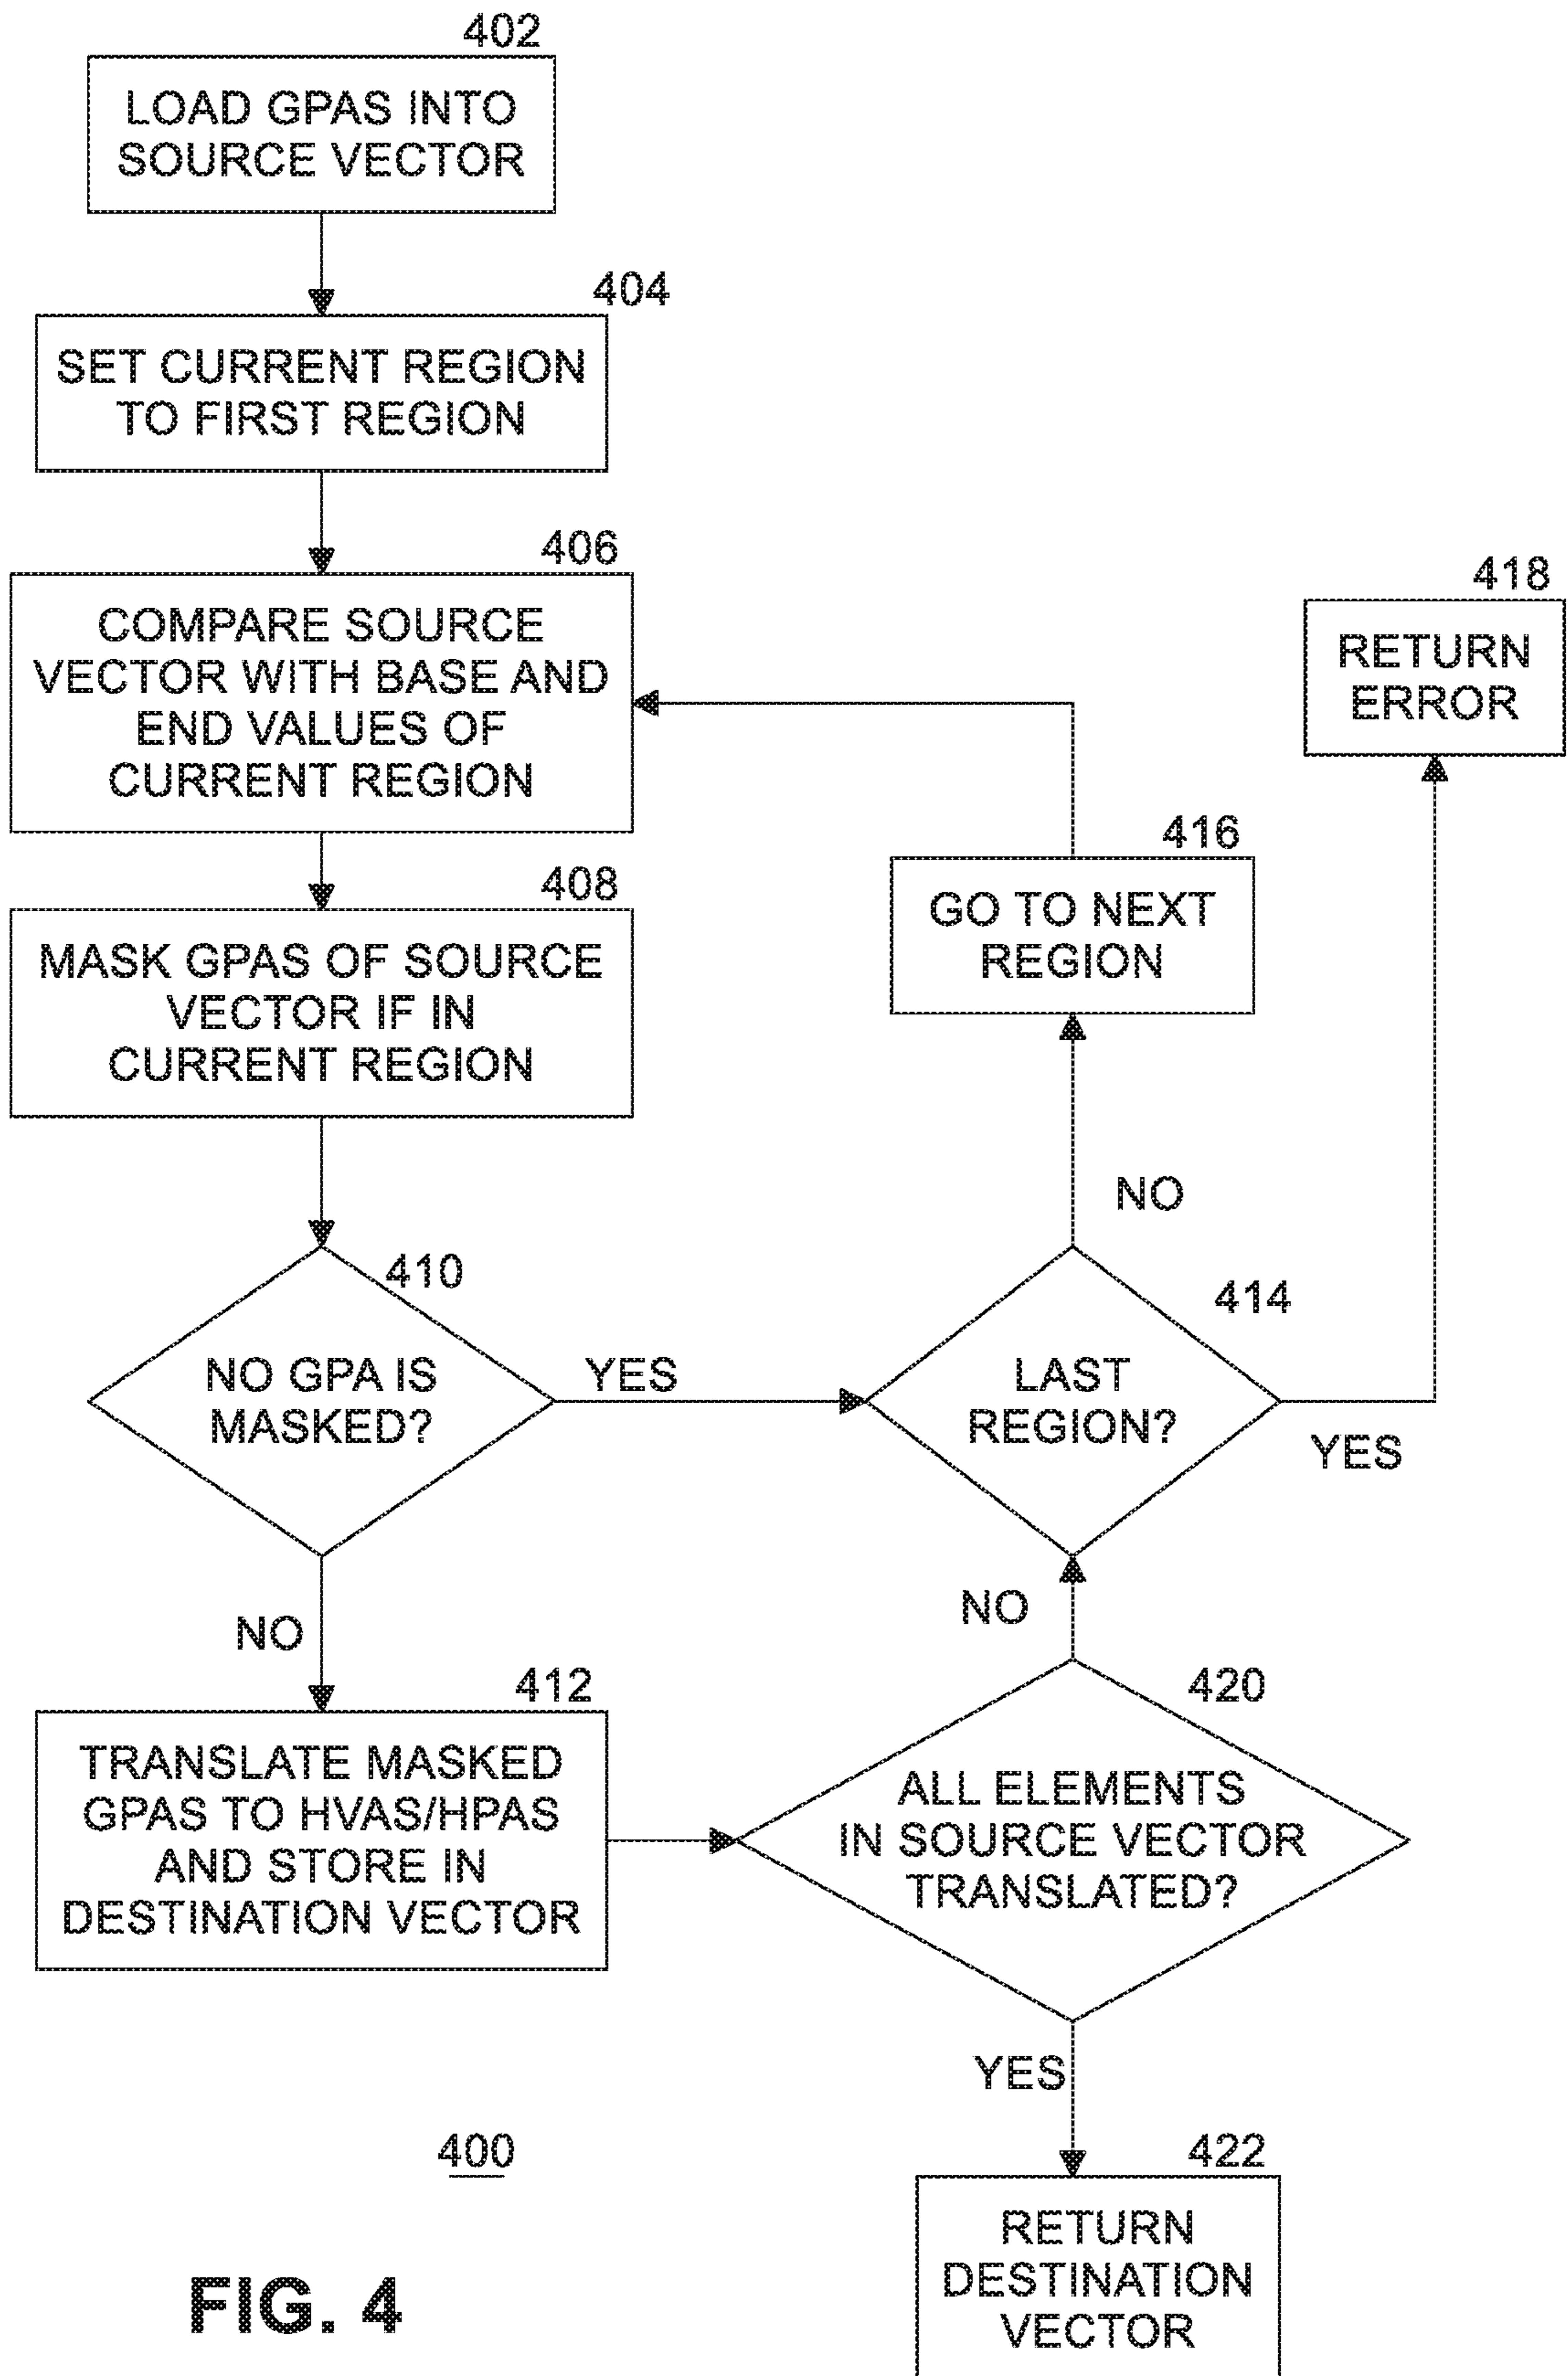 402
LOAD GPAS INTO
SOURCE VECTOR
404
SET CURRENT REGION
TO FIRST REGION
406
COMPARE SOURCE
VECTOR WITH BASE AND
END VALUES OF
CURRENT REGION
418
RETURN
ERROR
416
GO TO NEXT
REGION
408
MASK GPAS OF SOURCE
VECTOR IF IN
CURRENT REGION
NO
410
NO GPA IS
MASKED?
YES
414
LAST
REGION?
YES
NO
NO
412
TRANSLATE MASKED
GPAS TO HVAS/HPAS
AND STORE IN
DESTINATION VECTOR
420
ALL ELEMENTS
IN SOURCE VECTOR
TRANSLATED?
YES
400
422
RETURN
DESTINATION
VECTOR
FIG. 4